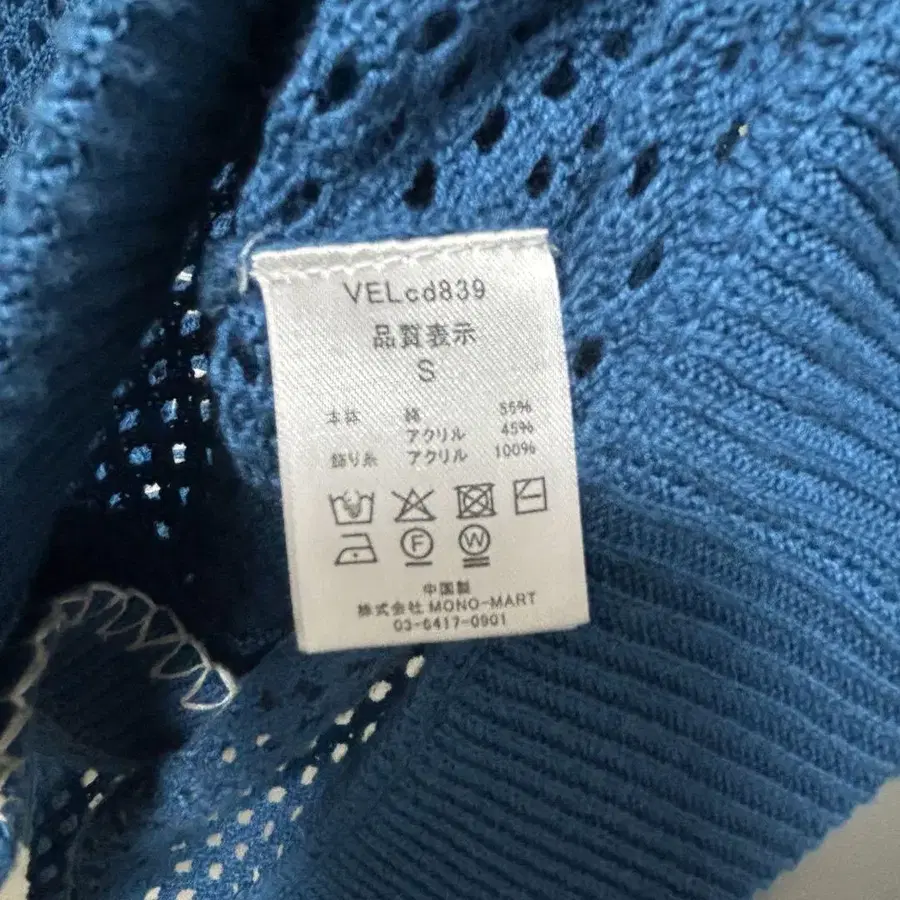 VELcd839
品質表示
S
本体 綿 55%
アクリル 45%
飾り糸 アクリル 100%
F W
中国製
株式会社 MONO-MART
03-6417-0901